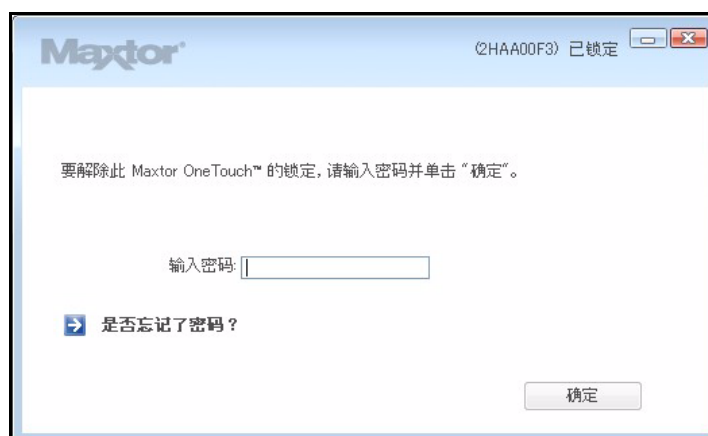 Maxtor®
(2HAA00F3) 已锁定
要解除此 Maxtor OneTouch™ 的锁定, 请输入密码并单击 “确定”。
输入密码:
是否忘记了密码？
确定